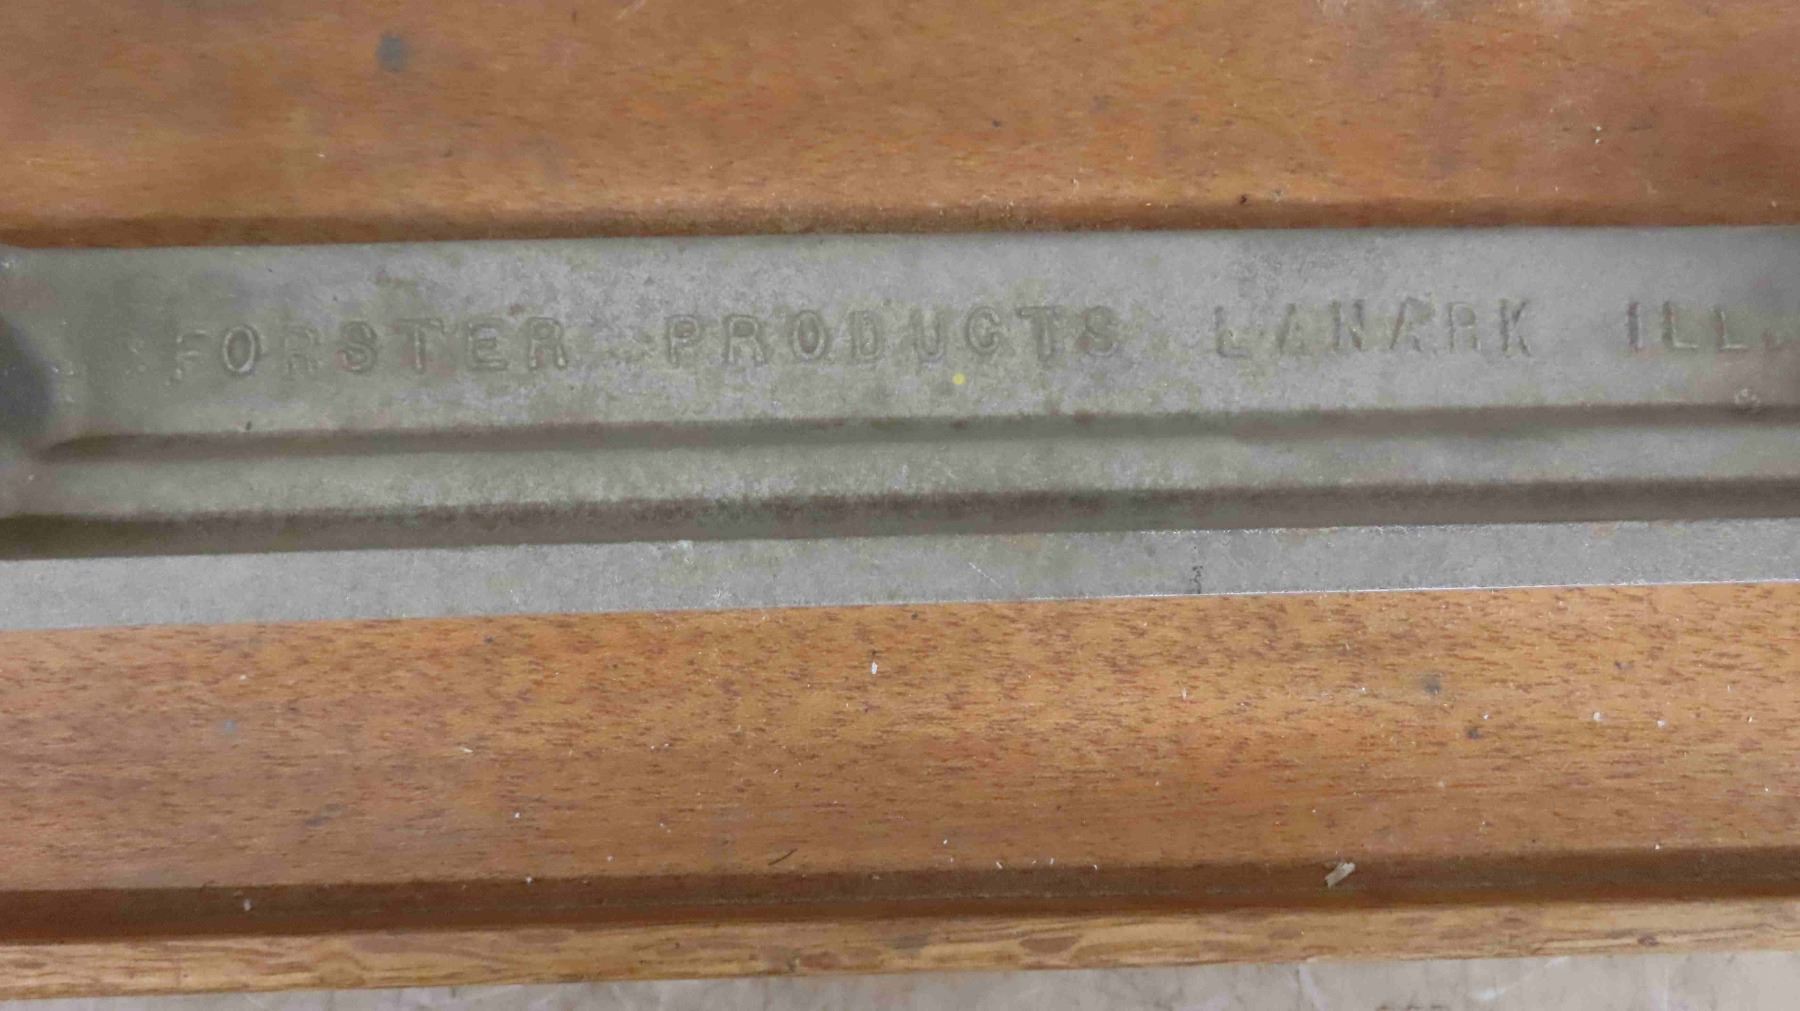 FORSTER PRODUCTS LANARK ILL.